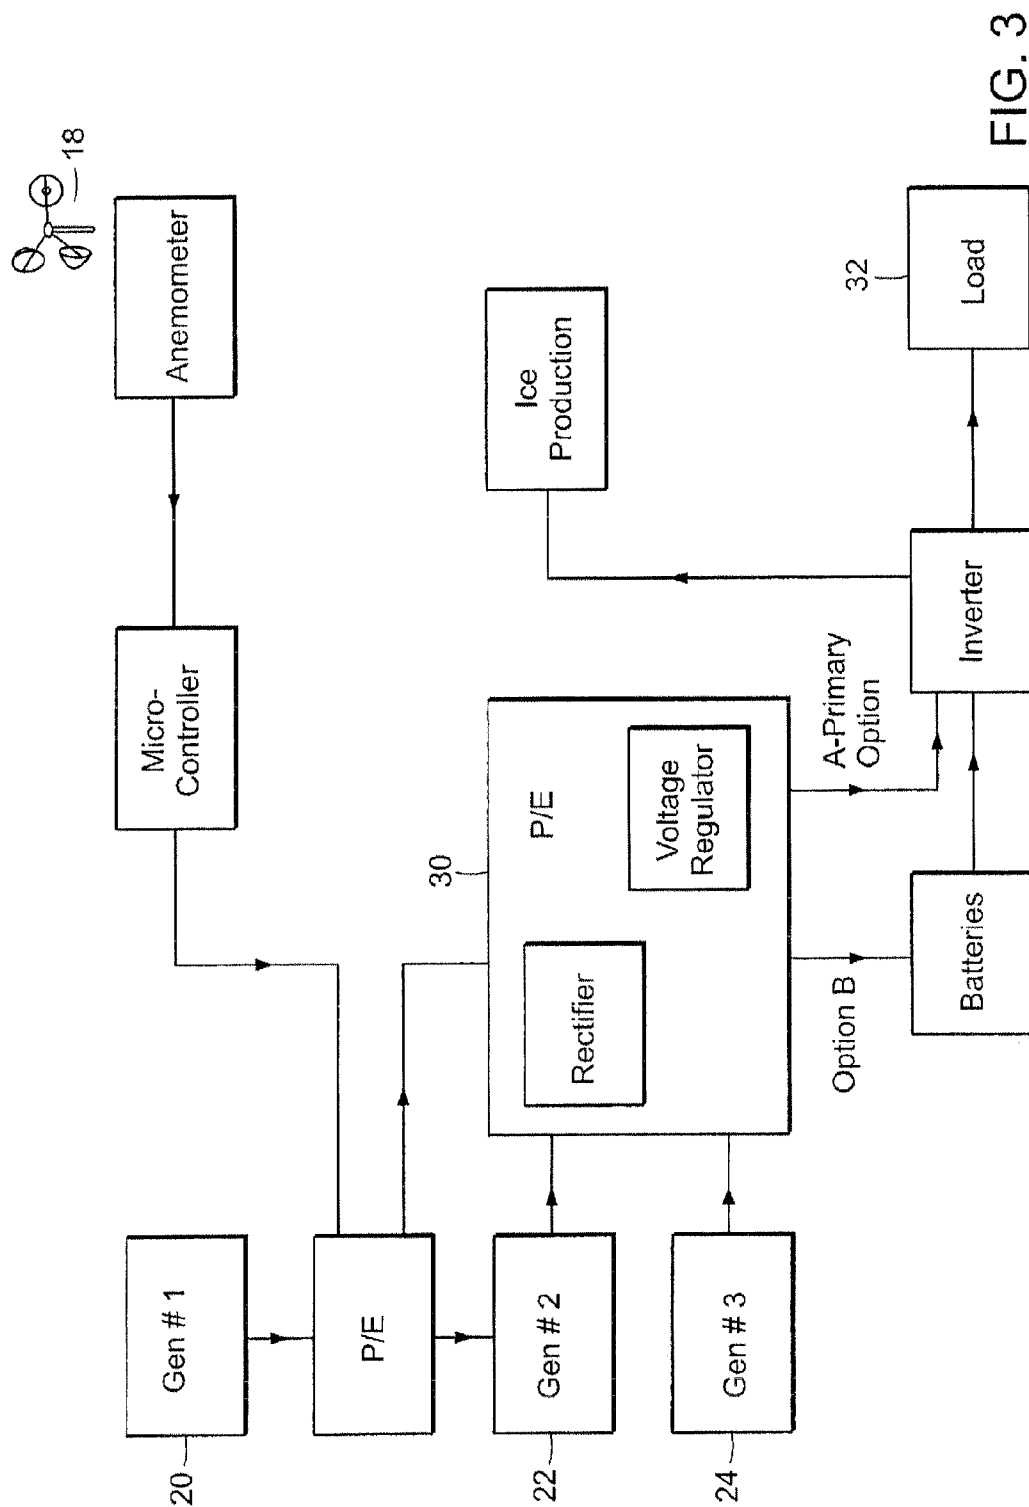 18
Anemometer
Micro-
Controller
Gen # 1
20
P/E
Gen # 2
22
Gen # 3
24
30
P/E
Rectifier
Voltage
Regulator
Ice
Production
A-Primary
Option
Option B
Batteries
Inverter
Load
32
FIG. 3